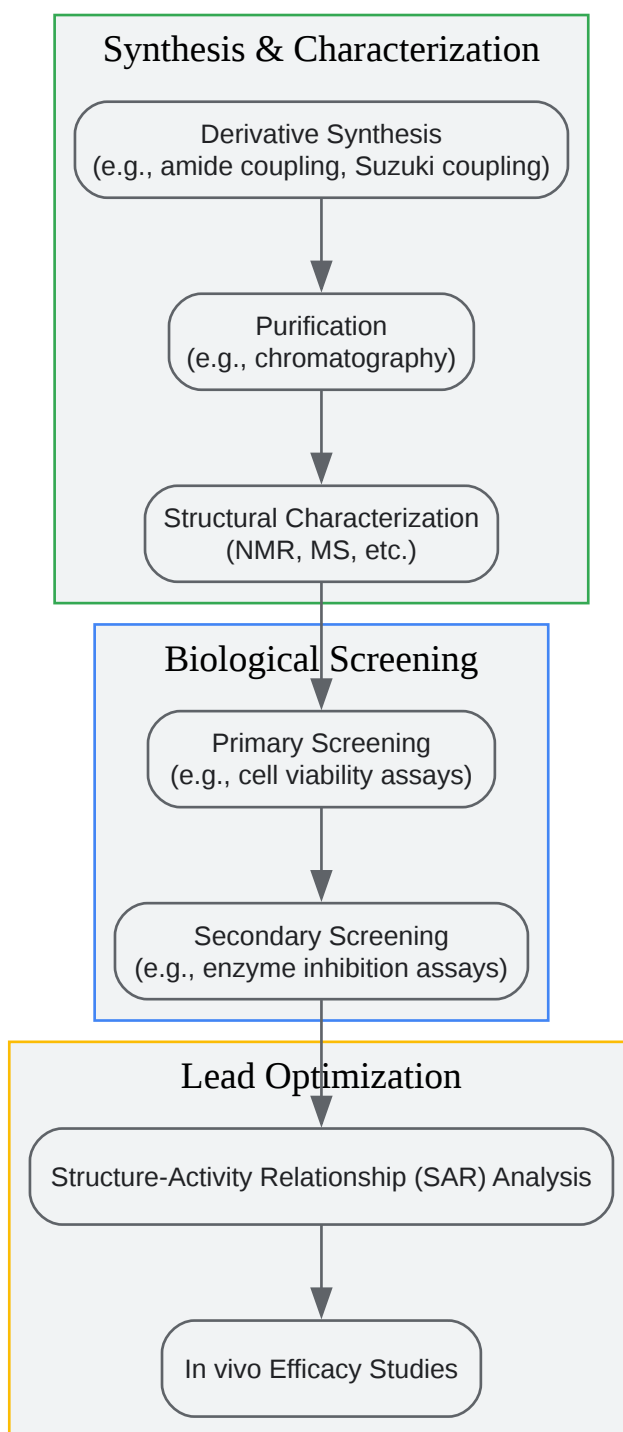 Synthesis & Characterization
Derivative Synthesis
(e.g., amide coupling, Suzuki coupling)
Purification
(e.g., chromatography)
Structural Characterization
(NMR, MS, etc.)
Biological Screening
Primary Screening
(e.g., cell viability assays)
Secondary Screening
(e.g., enzyme inhibition assays)
Lead Optimization
Structure-Activity Relationship (SAR) Analysis
In vivo Efficacy Studies